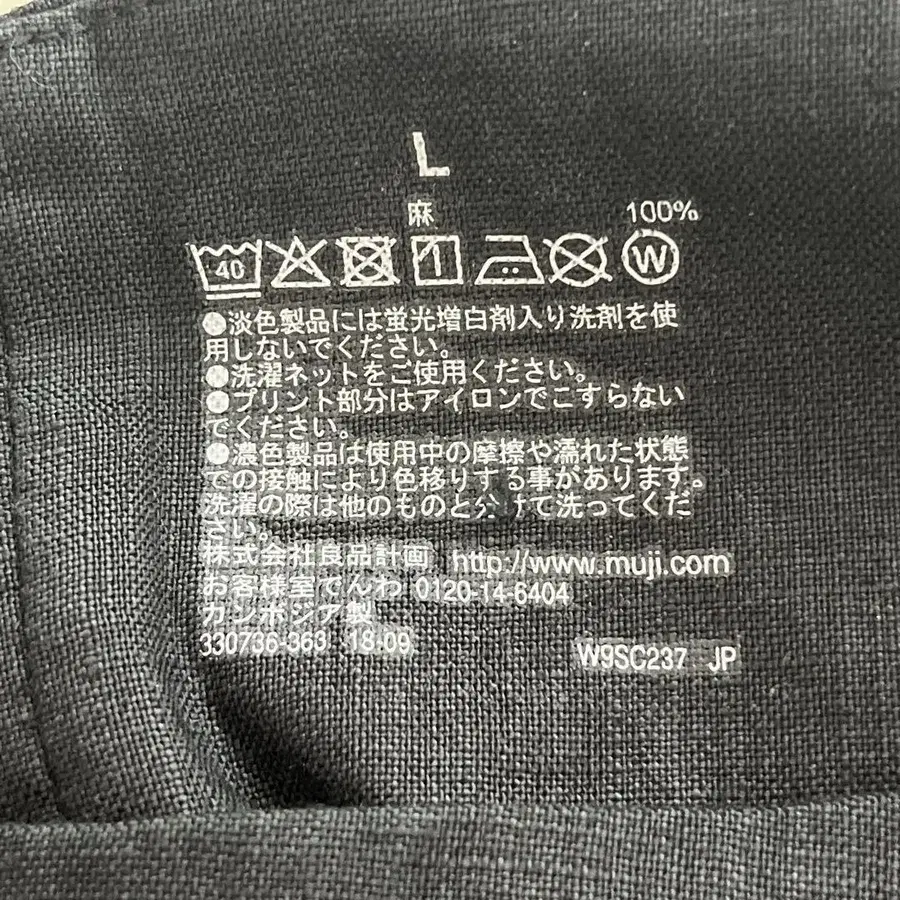 L
麻 100%
40 W
●淡色製品には蛍光増白剤入り洗剤を使
用しないでください。
●洗濯ネットをご使用ください。
●プリント部分はアイロンでこすらない
でください。
●濃色製品は使用中の摩擦や濡れた状態
での接触により色移りする事があります。
洗濯の際は他のものと分けて洗ってくだ
さい。
株式会社良品計画 http://www.muji.com
お客様室でんわ 0120-14-6404
カンボジア製
330736-363 18·09
W9SC237 JP